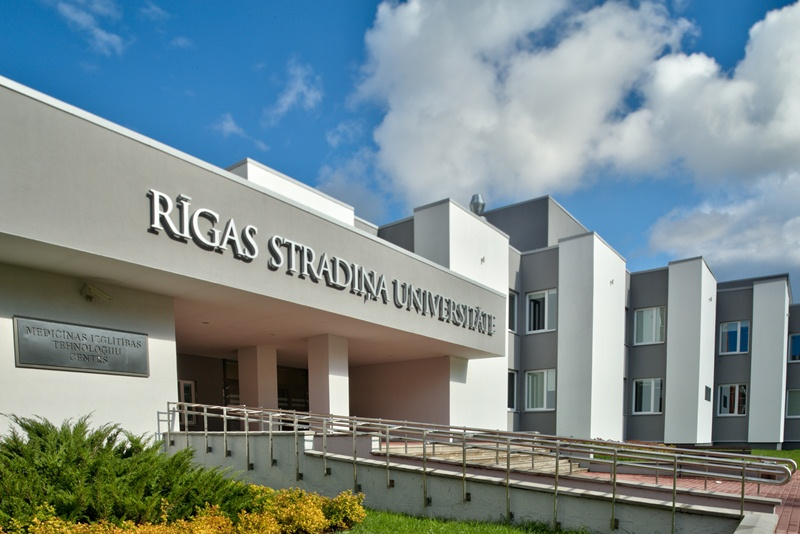 RĪGAS STRADIŅA UNIVERSITĀTE
MEDICĪNAS IZGLĪTĪBAS
TEHNOLOĢIJU
CENTRS